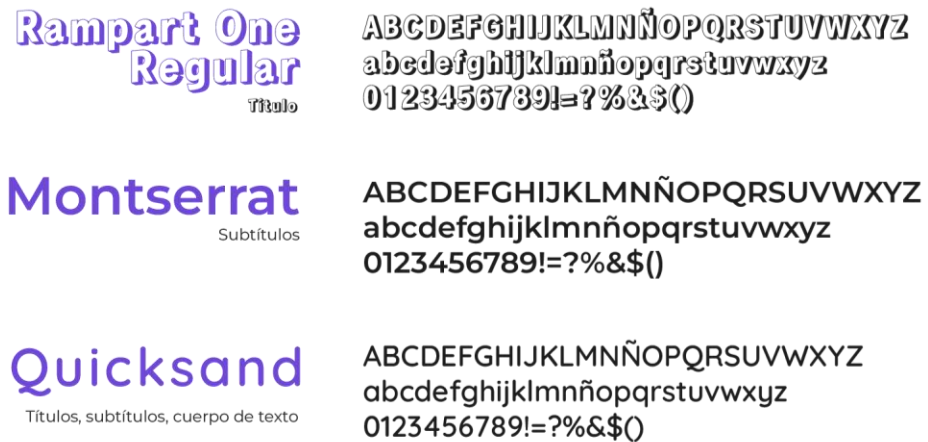 Rampart One
Regular
Título
ABCDEFGHIJKLMNÑOPQRSTUVWXYZ
abcdefghijklmnñopqrstuvwxyz
0123456789!=?%&$()
Montserrat
Subtítulos
ABCDEFGHIJKLMNÑOPQRSUVWXYZ
abcdefghijklmnñopqrstuvwxyz
0123456789!=?%&$()
Quicksand
Títulos, subtítulos, cuerpo de texto
ABCDEFGHIJKLMNÑOPQRSUVWXYZ
abcdefghijklmnñopqrstuvwxyz
0123456789!=?%&$()